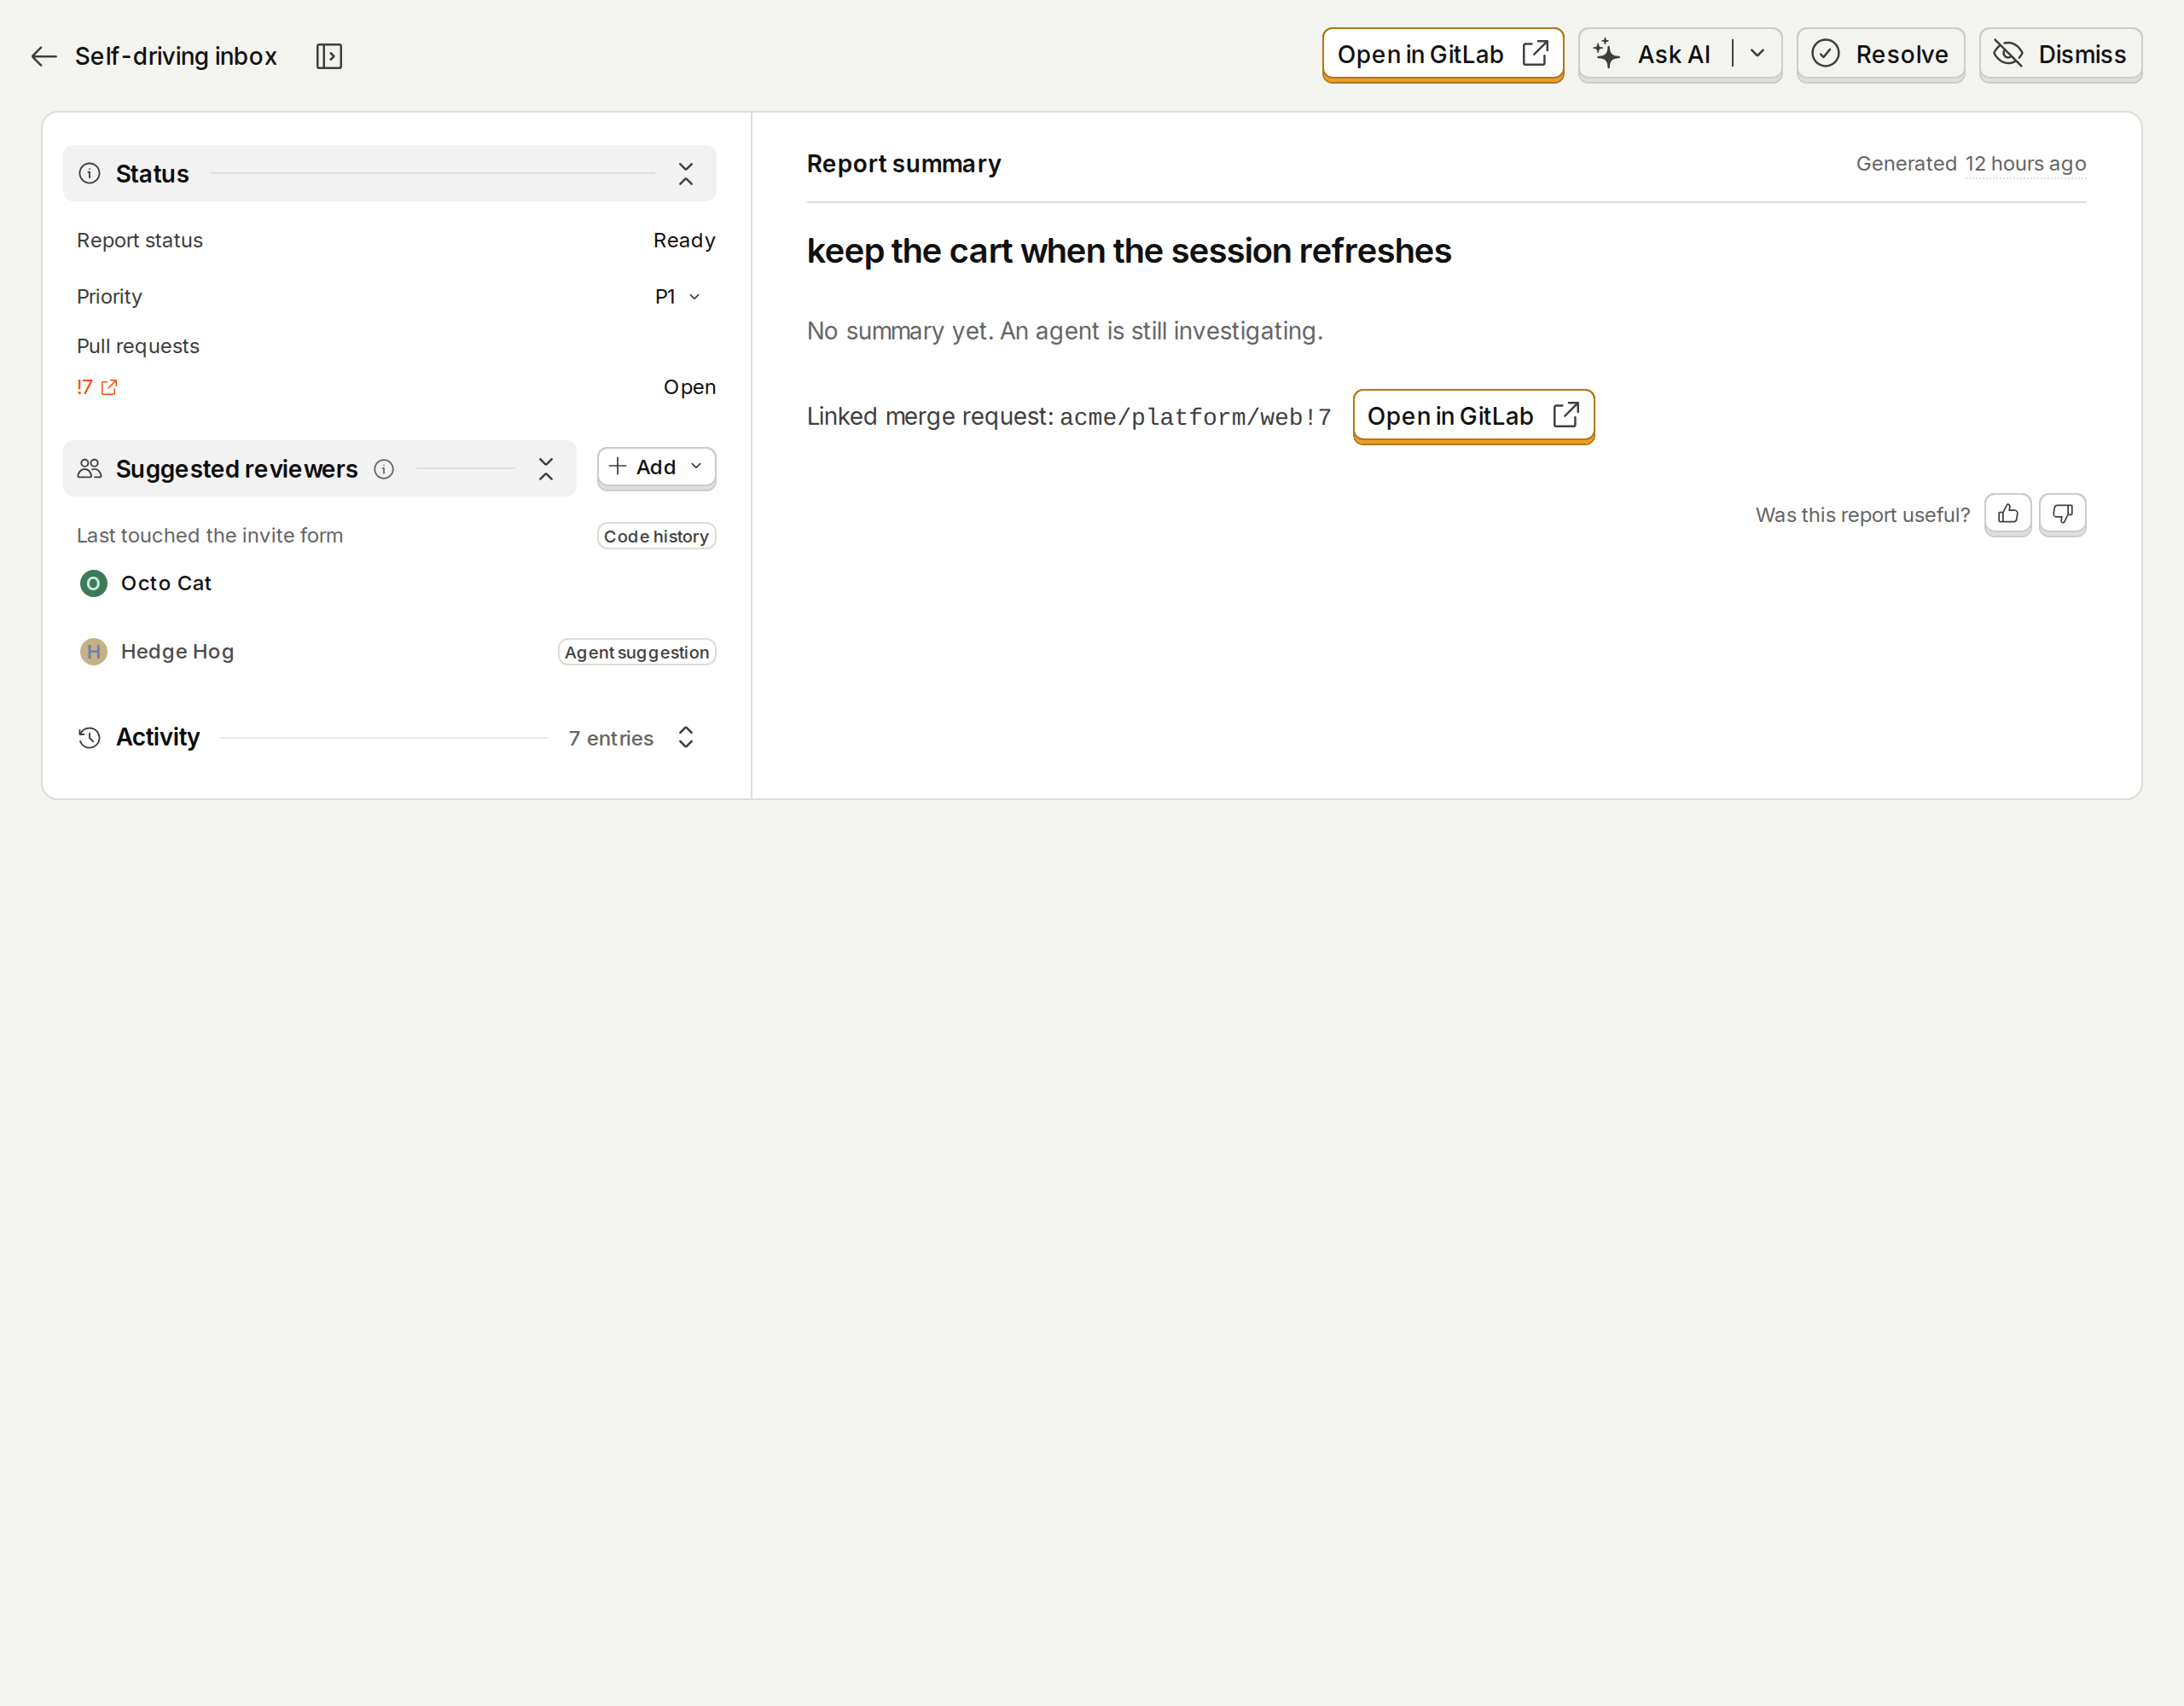 Self-driving inbox
Open in GitLab
Ask AI
Resolve
Dismiss
Status
Report status
Ready
Priority
P1
Pull requests
!7
Open
Suggested reviewers
Add
Last touched the invite form
Code history
O
Octo Cat
H
Hedge Hog
Agent suggestion
Activity
7 entries
Report summary
Generated 12 hours ago
keep the cart when the session refreshes
No summary yet. An agent is still investigating.
Linked merge request: acme/platform/web!7
Open in GitLab
Was this report useful?